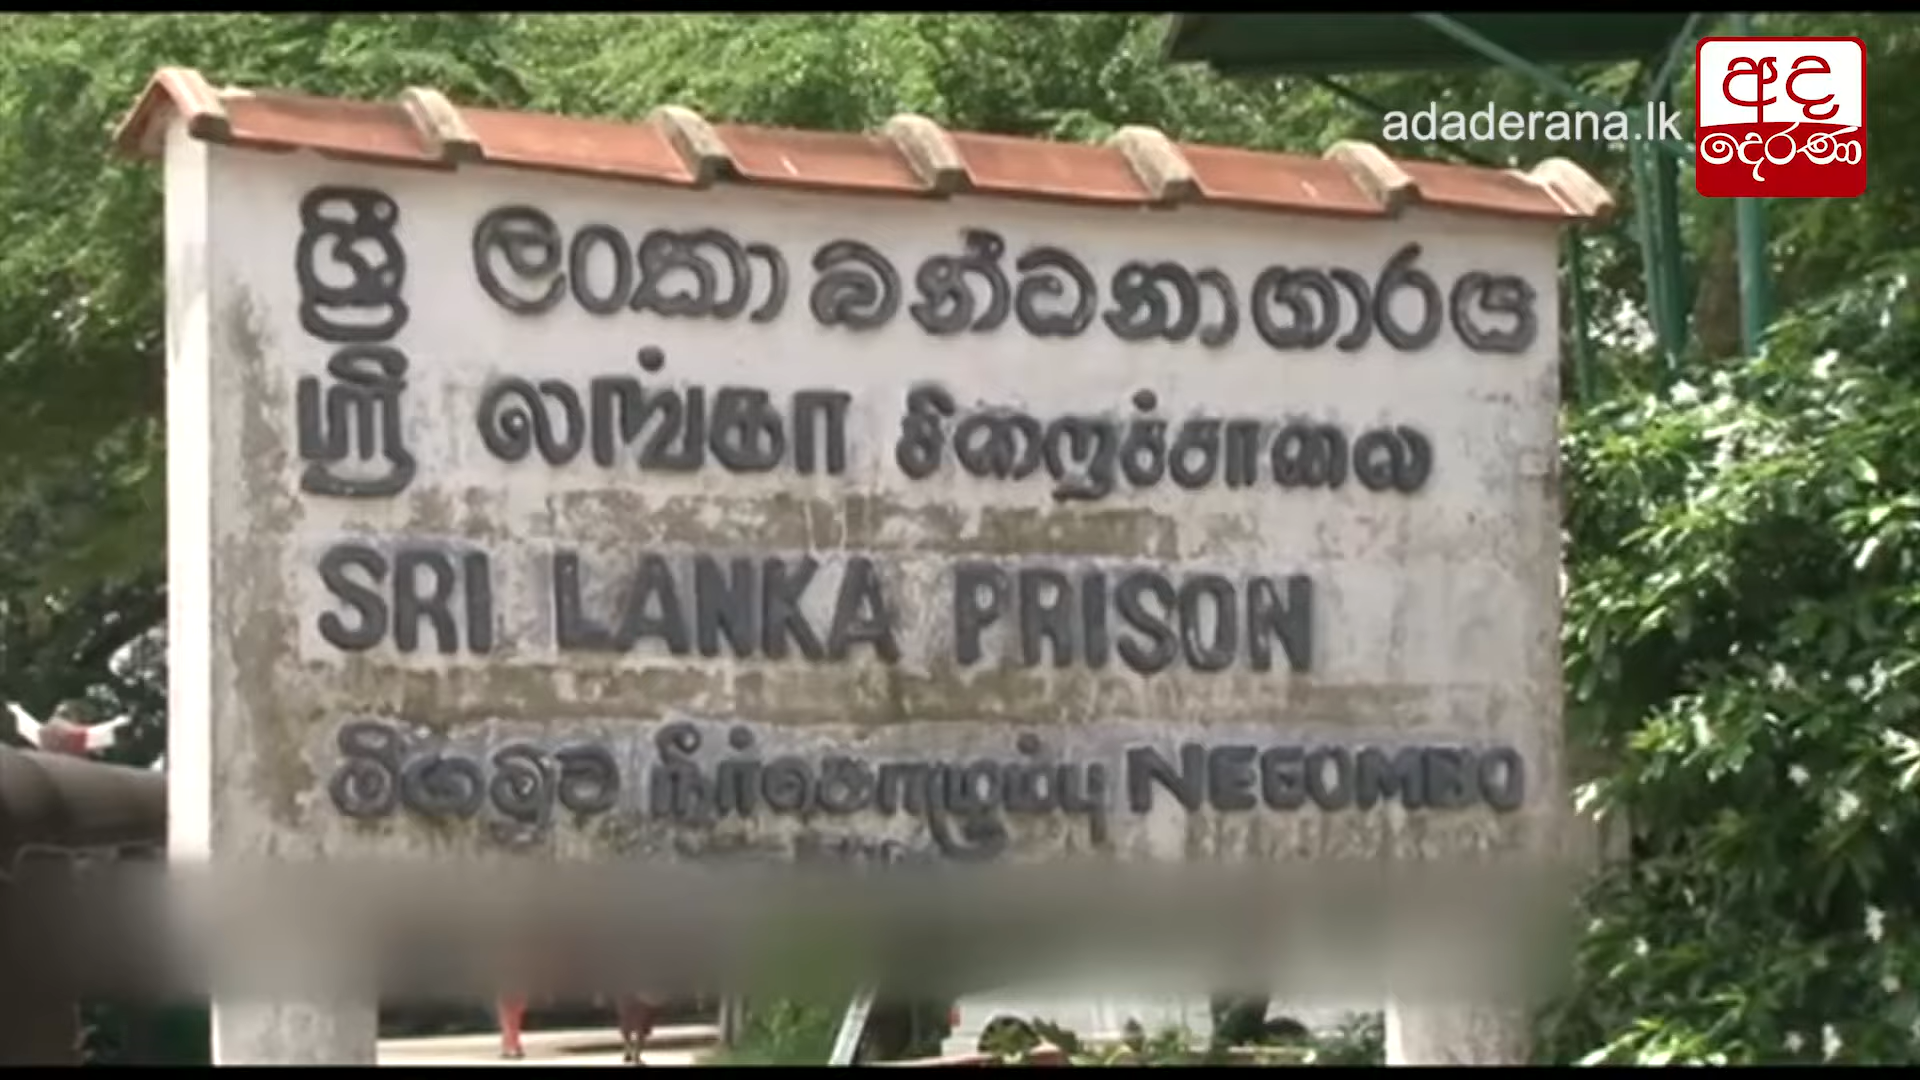 adaderana.lk
අද
දෙරණ
ශ්‍රී ලංකා බන්ධනාගාරය
ஸ்ரீ லங்கா சிறைச்சாலை
SRI LANKA PRISON
මීගමුව நீர்கொழும்பு NEGOMBO